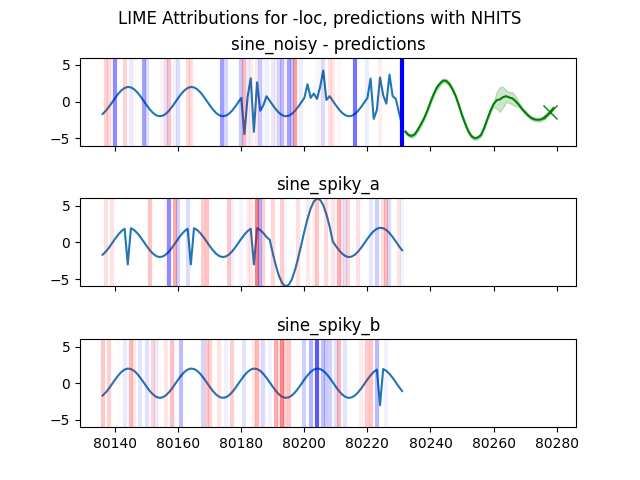 LIME Attributions for -loc, predictions with NHITS
sine_noisy - predictions
5
0
−5
sine_spiky_a
5
0
−5
sine_spiky_b
5
0
−5
80140 80160 80180 80200 80220 80240 80260 80280